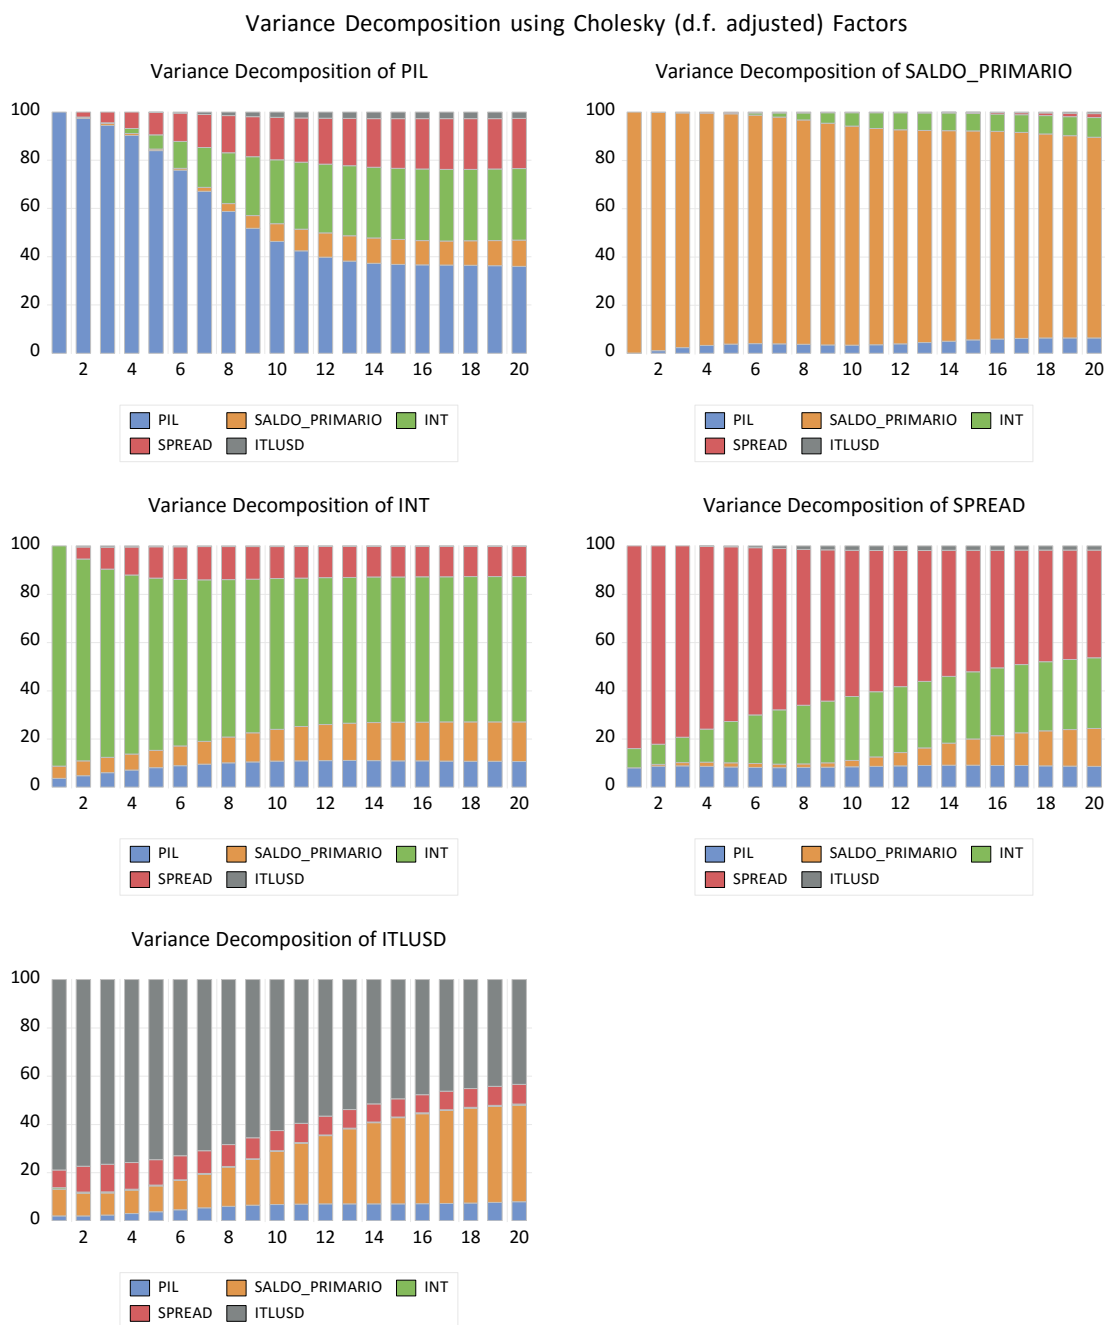 Variance Decomposition using Cholesky (d.f. adjusted) Factors
Variance Decomposition of PIL
100
80
60
40
20
0
2 4 6 8 10 12 14 16 18 20
PIL SALDO_PRIMARIO INT
SPREAD ITLUSD
Variance Decomposition of SALDO_PRIMARIO
100
80
60
40
20
0
2 4 6 8 10 12 14 16 18 20
PIL SALDO_PRIMARIO INT
SPREAD ITLUSD
Variance Decomposition of INT
100
80
60
40
20
0
2 4 6 8 10 12 14 16 18 20
PIL SALDO_PRIMARIO INT
SPREAD ITLUSD
Variance Decomposition of SPREAD
100
80
60
40
20
0
2 4 6 8 10 12 14 16 18 20
PIL SALDO_PRIMARIO INT
SPREAD ITLUSD
Variance Decomposition of ITLUSD
100
80
60
40
20
0
2 4 6 8 10 12 14 16 18 20
PIL SALDO_PRIMARIO INT
SPREAD ITLUSD